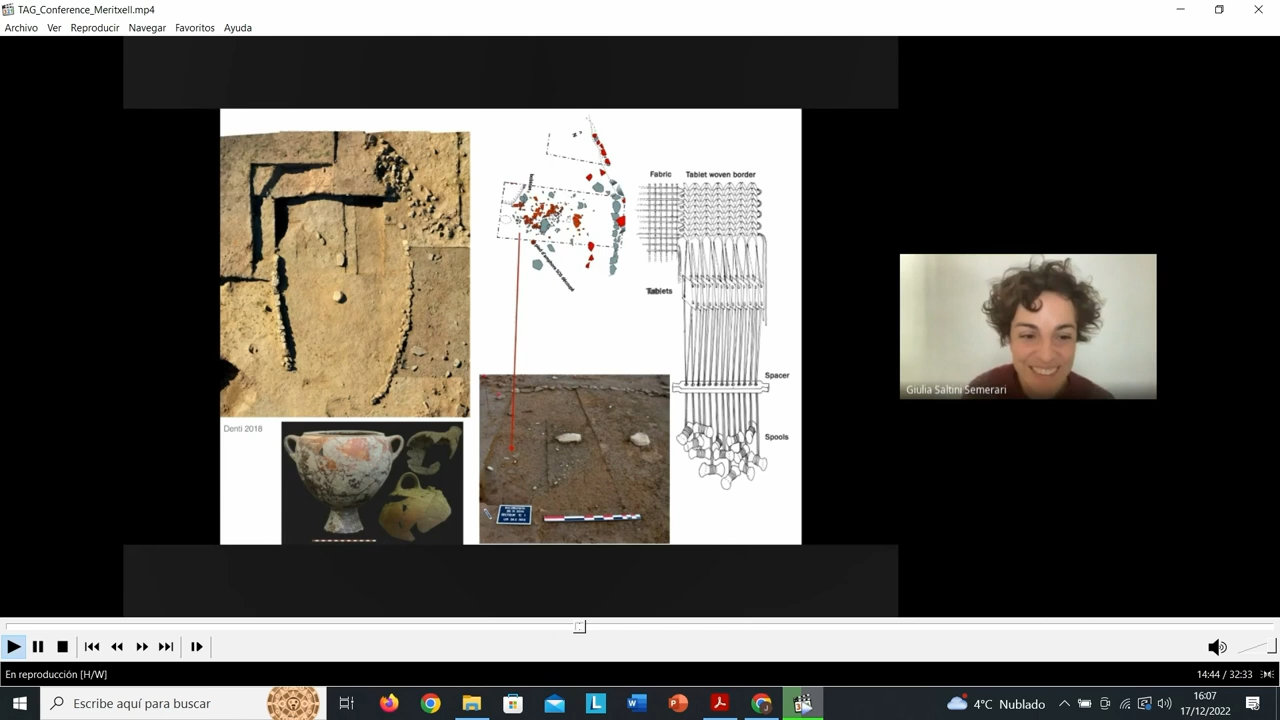 TAG_Conference_Meritxell.mp4
Archivo Ver Reproducir Navegar Favoritos Ayuda
Fabric Tablet woven border
Tablets
Spacer
Spools
Denti 2018
Giulia Saltini Semerari
En reproducción [H/W]
14:44 / 32:33
Escribe aquí para buscar
4°C Nublado
16:07
17/12/2022